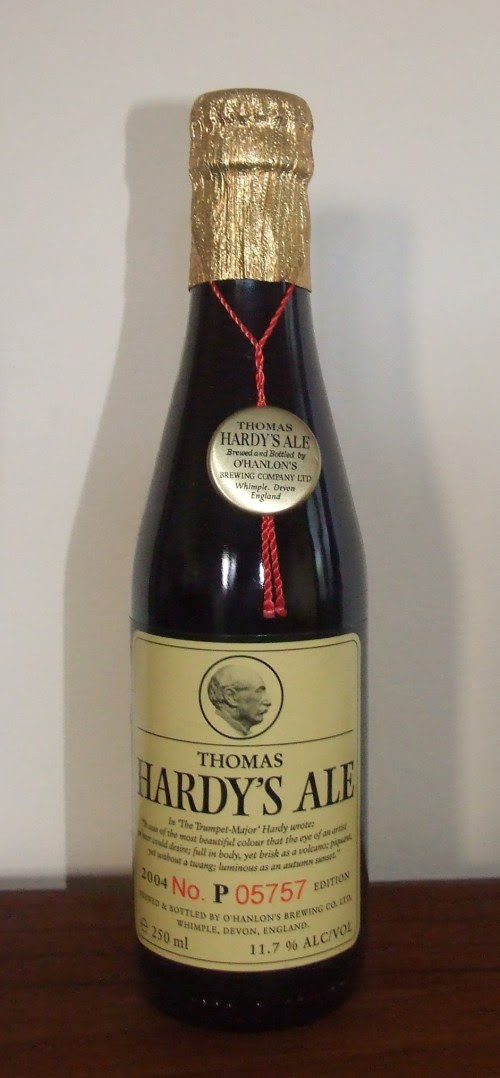 THOMAS
HARDY'S ALE
Brewed and Bottled by
O'HANLON'S
BREWING COMPANY LTD
Whimple, Devon
England
THOMAS
HARDY'S ALE
In "The Trumpet-Major" Hardy wrote:
"It was of the most beautiful colour that the eye of an artist
in beer could desire; full in body, yet brisk as a volcano; piquant,
yet without a twang; luminous as an autumn sunset."
2004 No. P 05757 EDITION
BREWED & BOTTLED BY O'HANLON'S BREWING CO. LTD.
WHIMPLE, DEVON, ENGLAND.
e 250 ml 11.7 % ALC/VOL